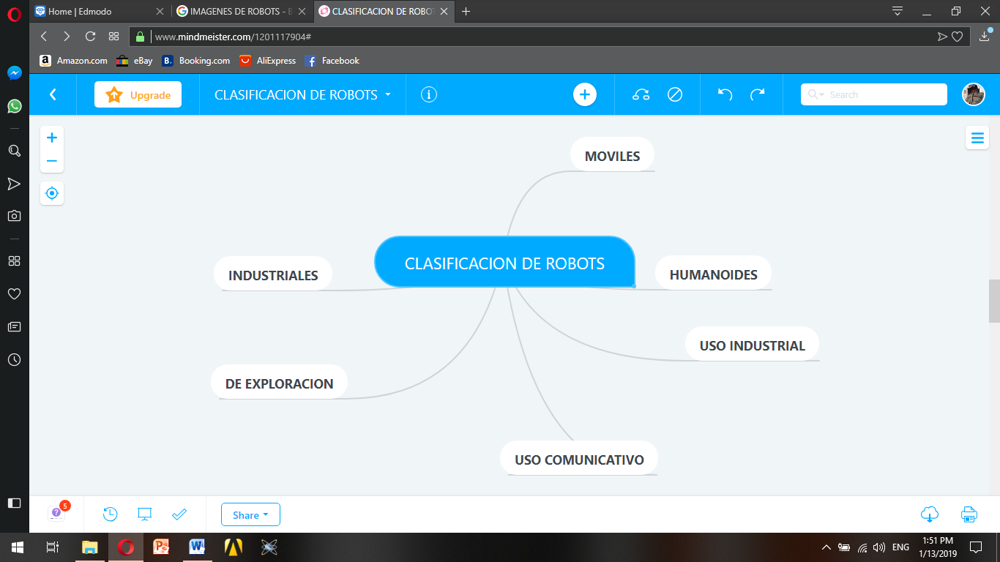 Home | Edmodo
IMAGENES DE ROBOTS - B
CLASIFICACION DE ROBOT
www.mindmeister.com/1201117904#
Amazon.com
eBay
B.
Booking.com
AliExpress
Facebook
Upgrade
CLASIFICACION DE ROBOTS
Search
MOVILES
CLASIFICACION DE ROBOTS
INDUSTRIALES
HUMANOIDES
USO INDUSTRIAL
DE EXPLORACION
USO COMUNICATIVO
5
Share
ENG
1:51 PM
1/13/2019